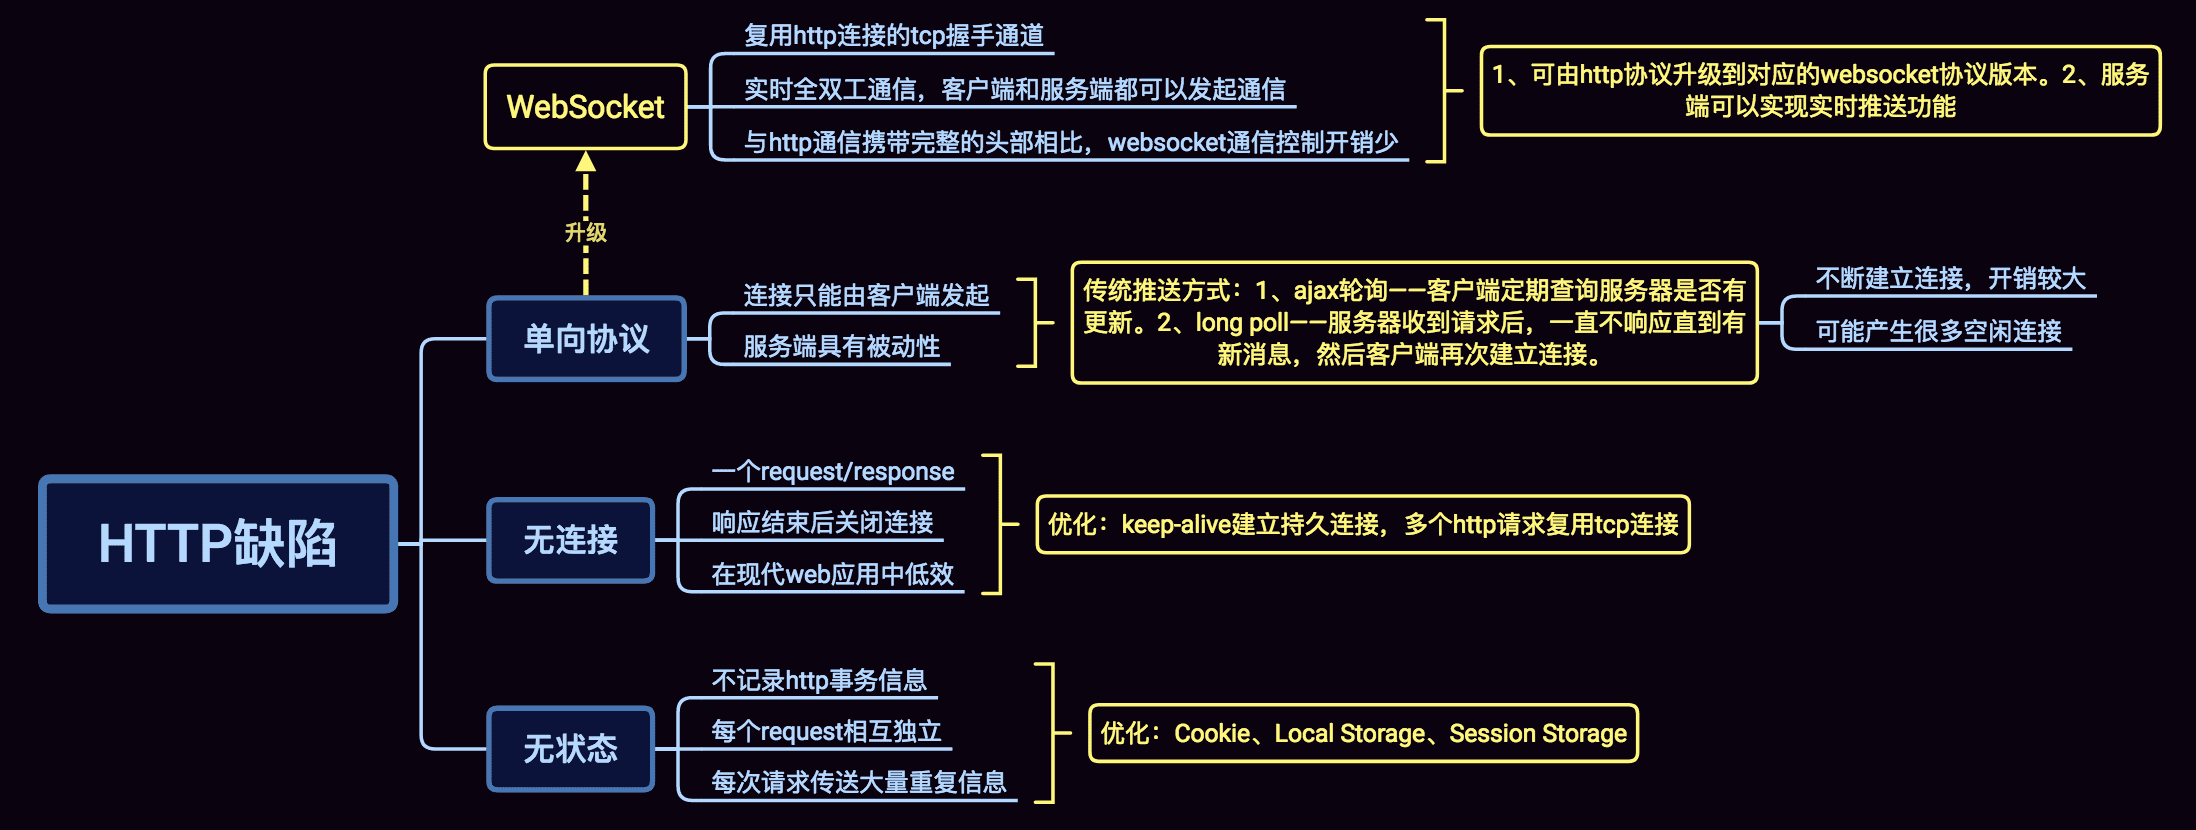 复用http连接的tcp握手通道
实时全双工通信，客户端和服务端都可以发起通信
与http通信携带完整的头部相比，websocket通信控制开销少
WebSocket
1、可由http协议升级到对应的websocket协议版本。2、服务
端可以实现实时推送功能
升级
单向协议
连接只能由客户端发起
服务端具有被动性
传统推送方式：1、ajax轮询——客户端定期查询服务器是否有
更新。2、long poll——服务器收到请求后，一直不响应直到有
新消息，然后客户端再次建立连接。
不断建立连接，开销较大
可能产生很多空闲连接
HTTP缺陷
无连接
一个request/response
响应结束后关闭连接
在现代web应用中低效
优化：keep-alive建立持久连接，多个http请求复用tcp连接
无状态
不记录http事务信息
每个request相互独立
每次请求传送大量重复信息
优化：Cookie、Local Storage、Session Storage